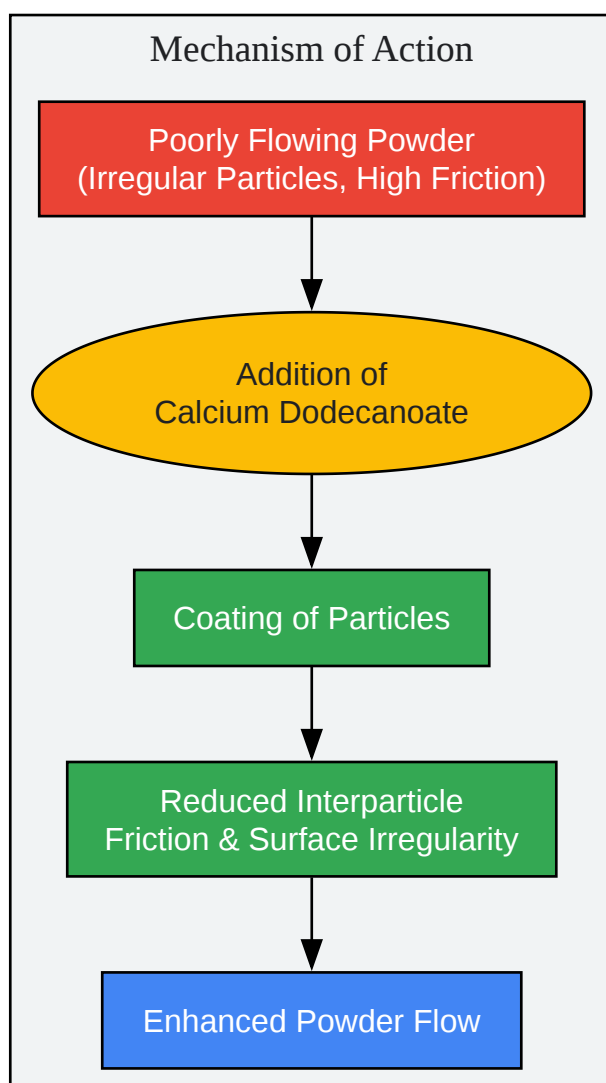 Mechanism of Action
Poorly Flowing Powder
(Irregular Particles, High Friction)
Addition of
Calcium Dodecanoate
Coating of Particles
Reduced Interparticle
Friction & Surface Irregularity
Enhanced Powder Flow